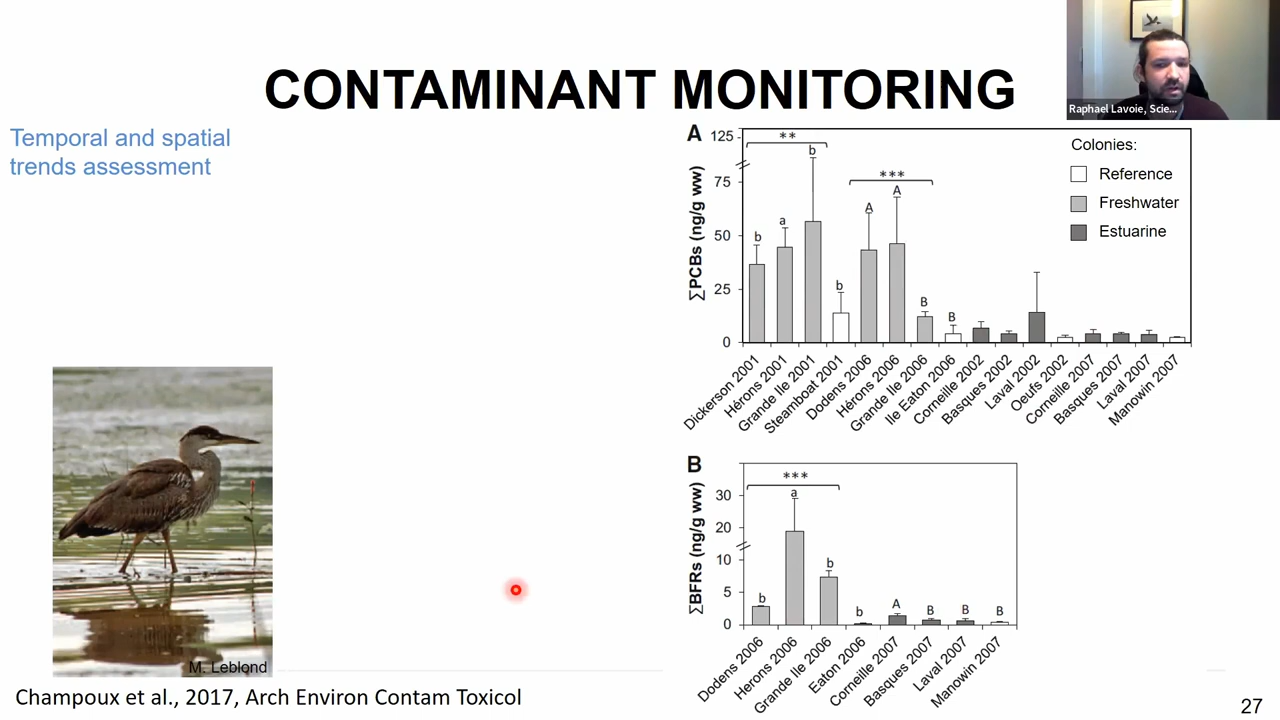 CONTAMINANT MONITORING
Raphael Lavoie, Scie...
Temporal and spatial
trends assessment
A
∑PCBs (ng/g ww)
125
75
50
25
0
b
a
b
**
b
A
A
***
B
B
Colonies:
Reference
Freshwater
Estuarine
Dickerson 2001
Hérons 2001
Grande Ile 2001
Steamboat 2001
Dodens 2006
Hérons 2006
Grande Ile 2006
Ile Eaton 2006
Corneille 2002
Basques 2002
Laval 2002
Oeufs 2002
Corneille 2007
Basques 2007
Laval 2007
Manowin 2007
B
∑BFRs (ng/g ww)
30
20
10
5
0
***
b
a
b
b
A
B
B
B
Dodens 2006
Herons 2006
Grande Ile 2006
Eaton 2006
Corneille 2007
Basques 2007
Laval 2007
Manowin 2007
M. Leblond
Champoux et al., 2017, Arch Environ Contam Toxicol
27